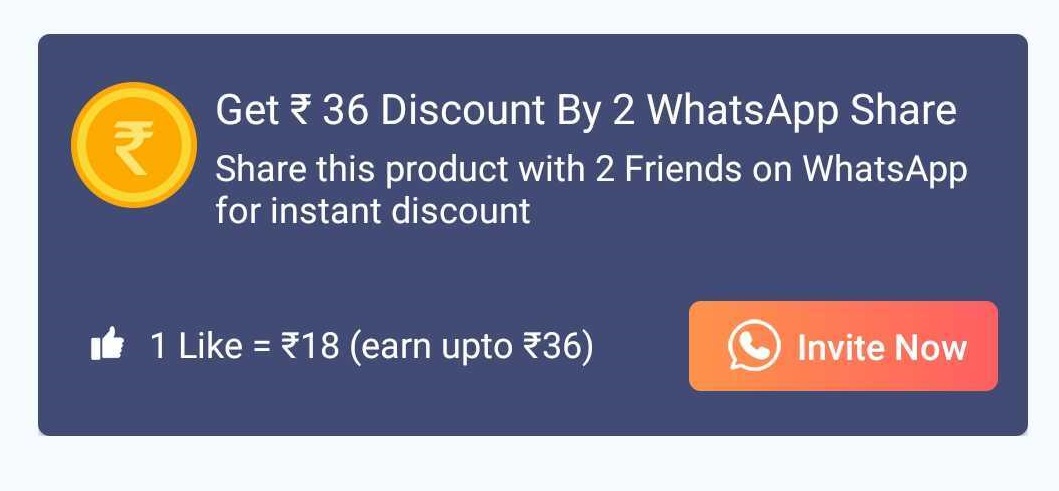 ₹
Get ₹ 36 Discount By 2 WhatsApp Share
Share this product with 2 Friends on WhatsApp
for instant discount
1 Like = ₹18 (earn upto ₹36)
Invite Now